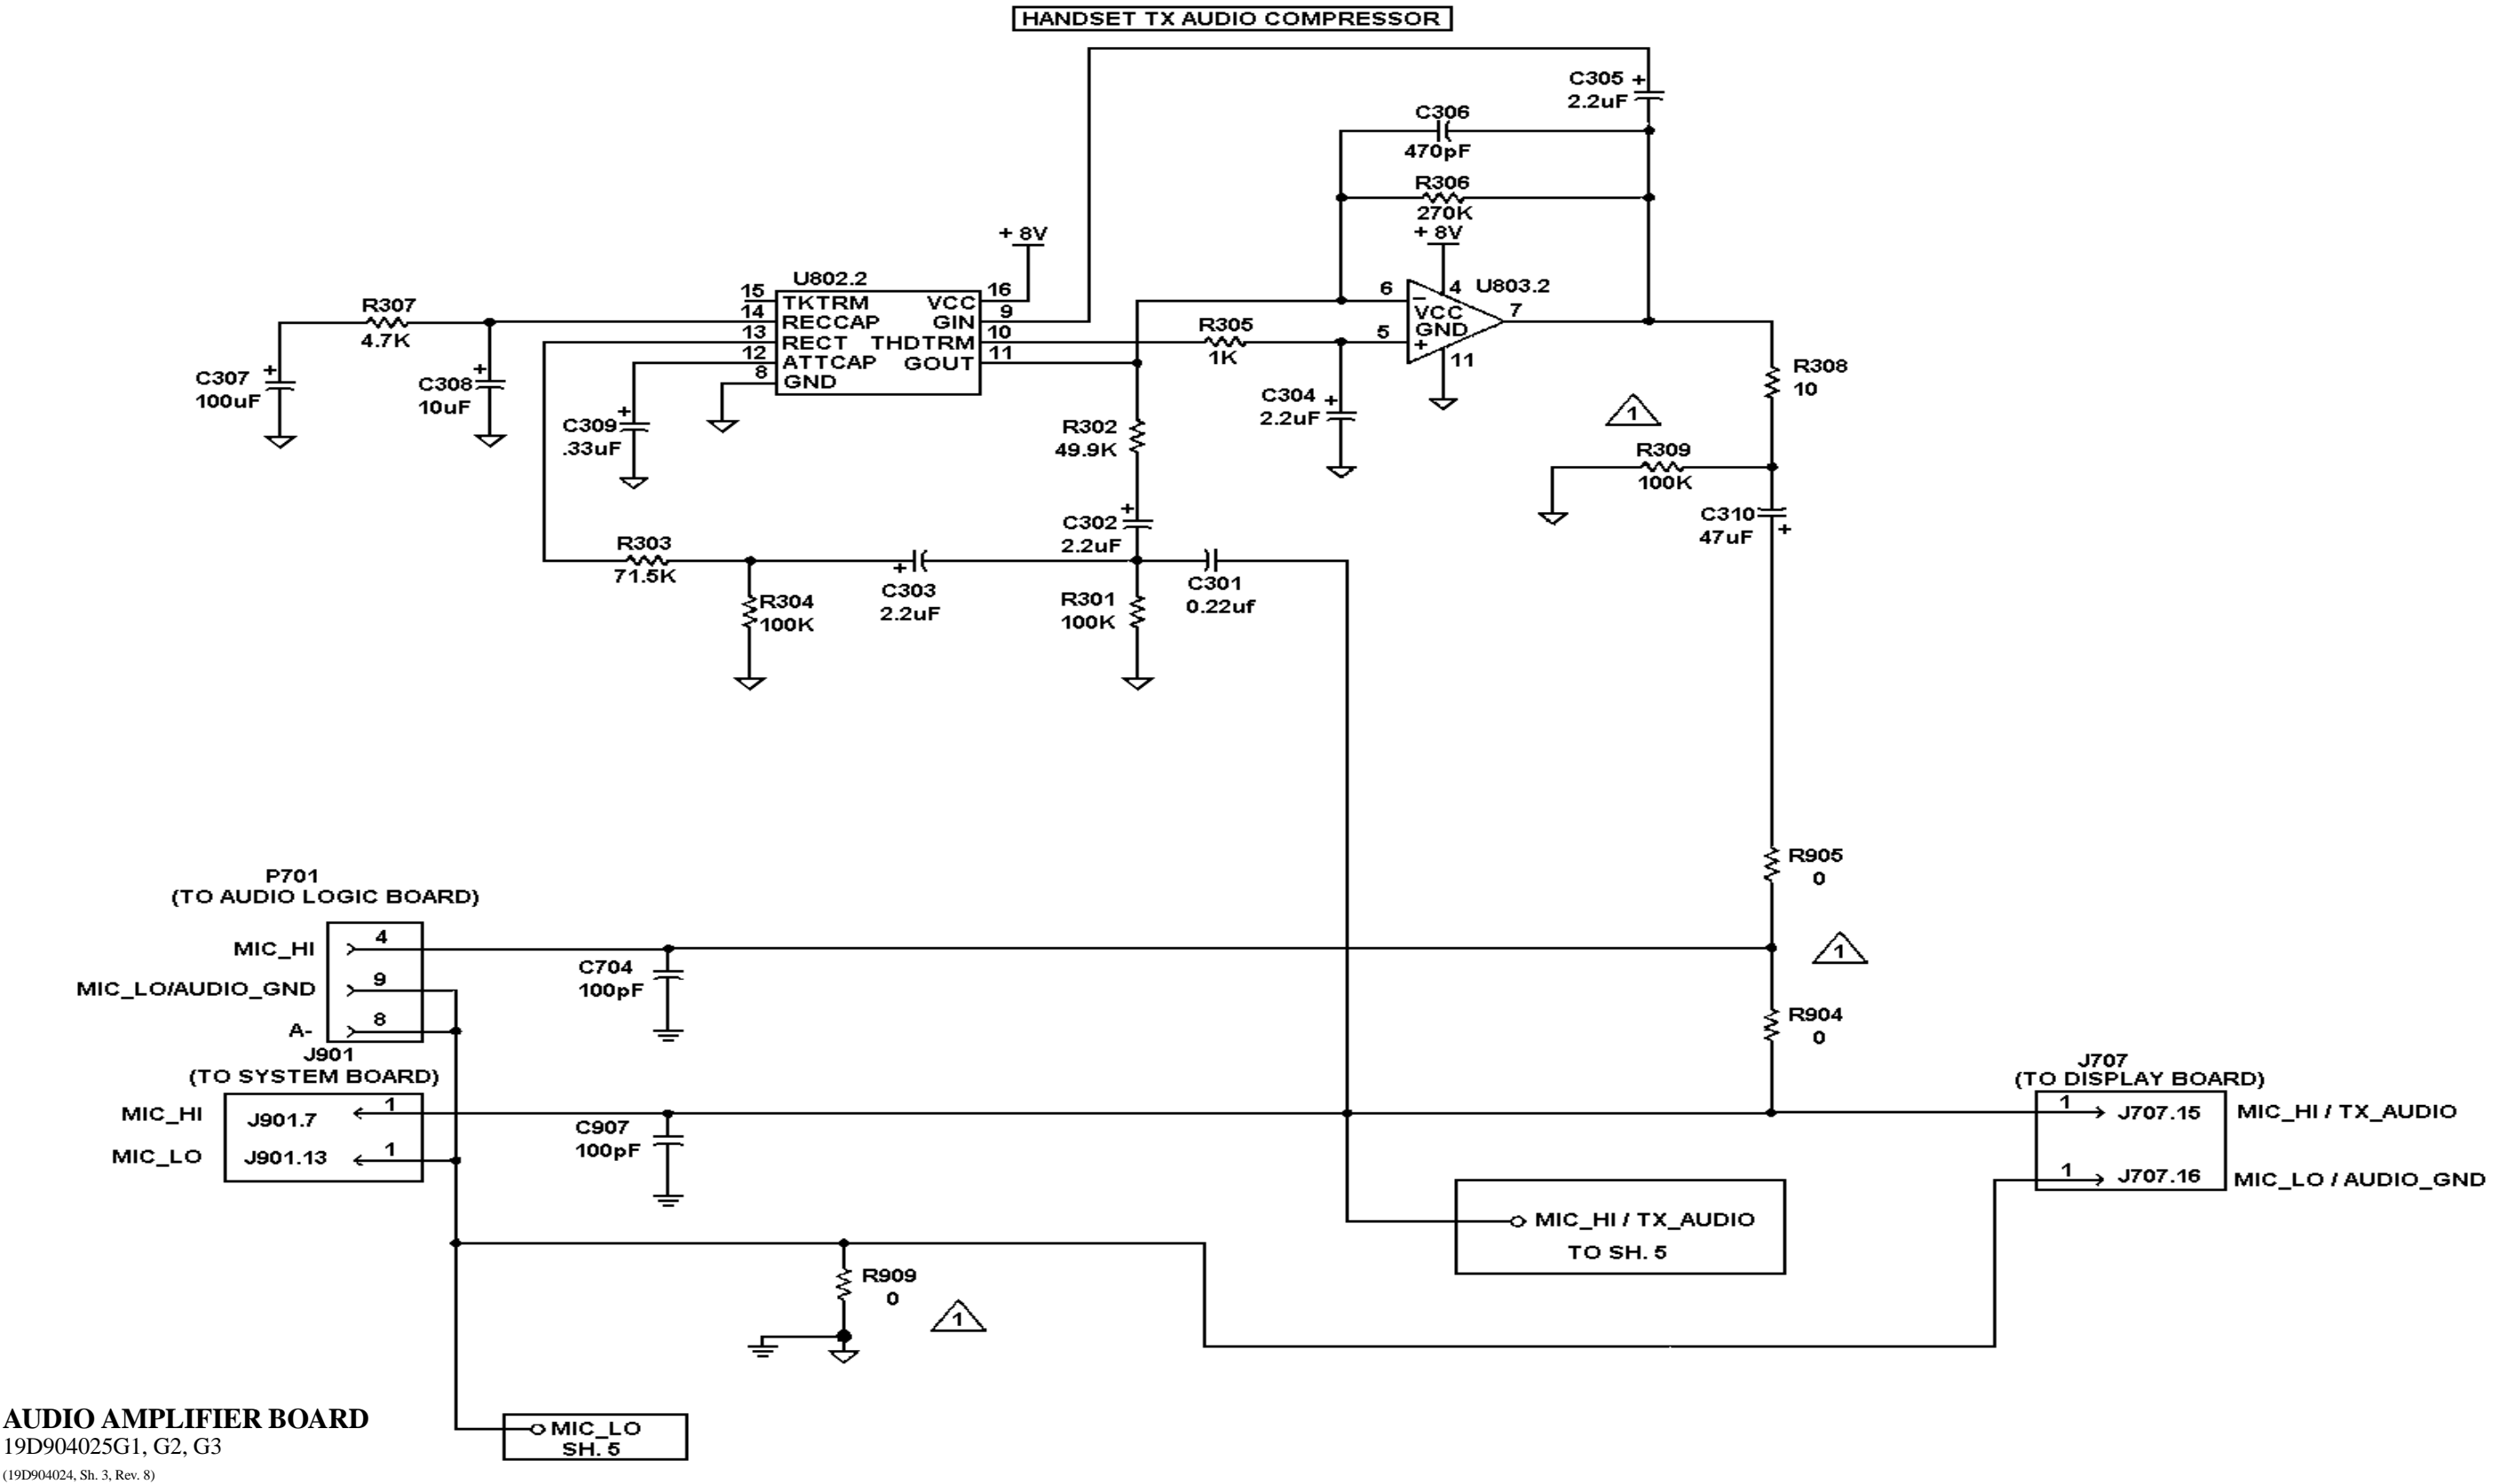 HANDSET TX AUDIO COMPRESSOR
C305 +
2.2uF
C306
470pF
R306
270K
+ 8V
+ 8V
U802.2
15 TKTRM
14 RECCAP
13 RECT
12 ATTCAP
8 GND
VCC 16
GIN 9
THDTRM 10
GOUT 11
R307
4.7K
+
C307
100uF
+
C308
10uF
+
C309
.33uF
6
5
−
VCC
GND
+
4 U803.2
7
11
R305
1K
C304 +
2.2uF
R308
10
1
R309
100K
C310
47uF +
R302
49.9K
+
C302
2.2uF
R303
71.5K
+
C303
2.2uF
C301
0.22uf
R304
100K
R301
100K
R905
0
P701
(TO AUDIO LOGIC BOARD)
MIC_HI 4
MIC_LO/AUDIO_GND 9
A- 8
C704
100pF
1
R904
0
J901
(TO SYSTEM BOARD)
MIC_HI J901.7 1
MIC_LO J901.13 1
C907
100pF
J707
(TO DISPLAY BOARD)
1 J707.15 MIC_HI / TX_AUDIO
1 J707.16 MIC_LO / AUDIO_GND
MIC_HI / TX_AUDIO
TO SH. 5
R909
0
1
MIC_LO
SH. 5
AUDIO AMPLIFIER BOARD
19D904025G1, G2, G3
(19D904024, Sh. 3, Rev. 8)